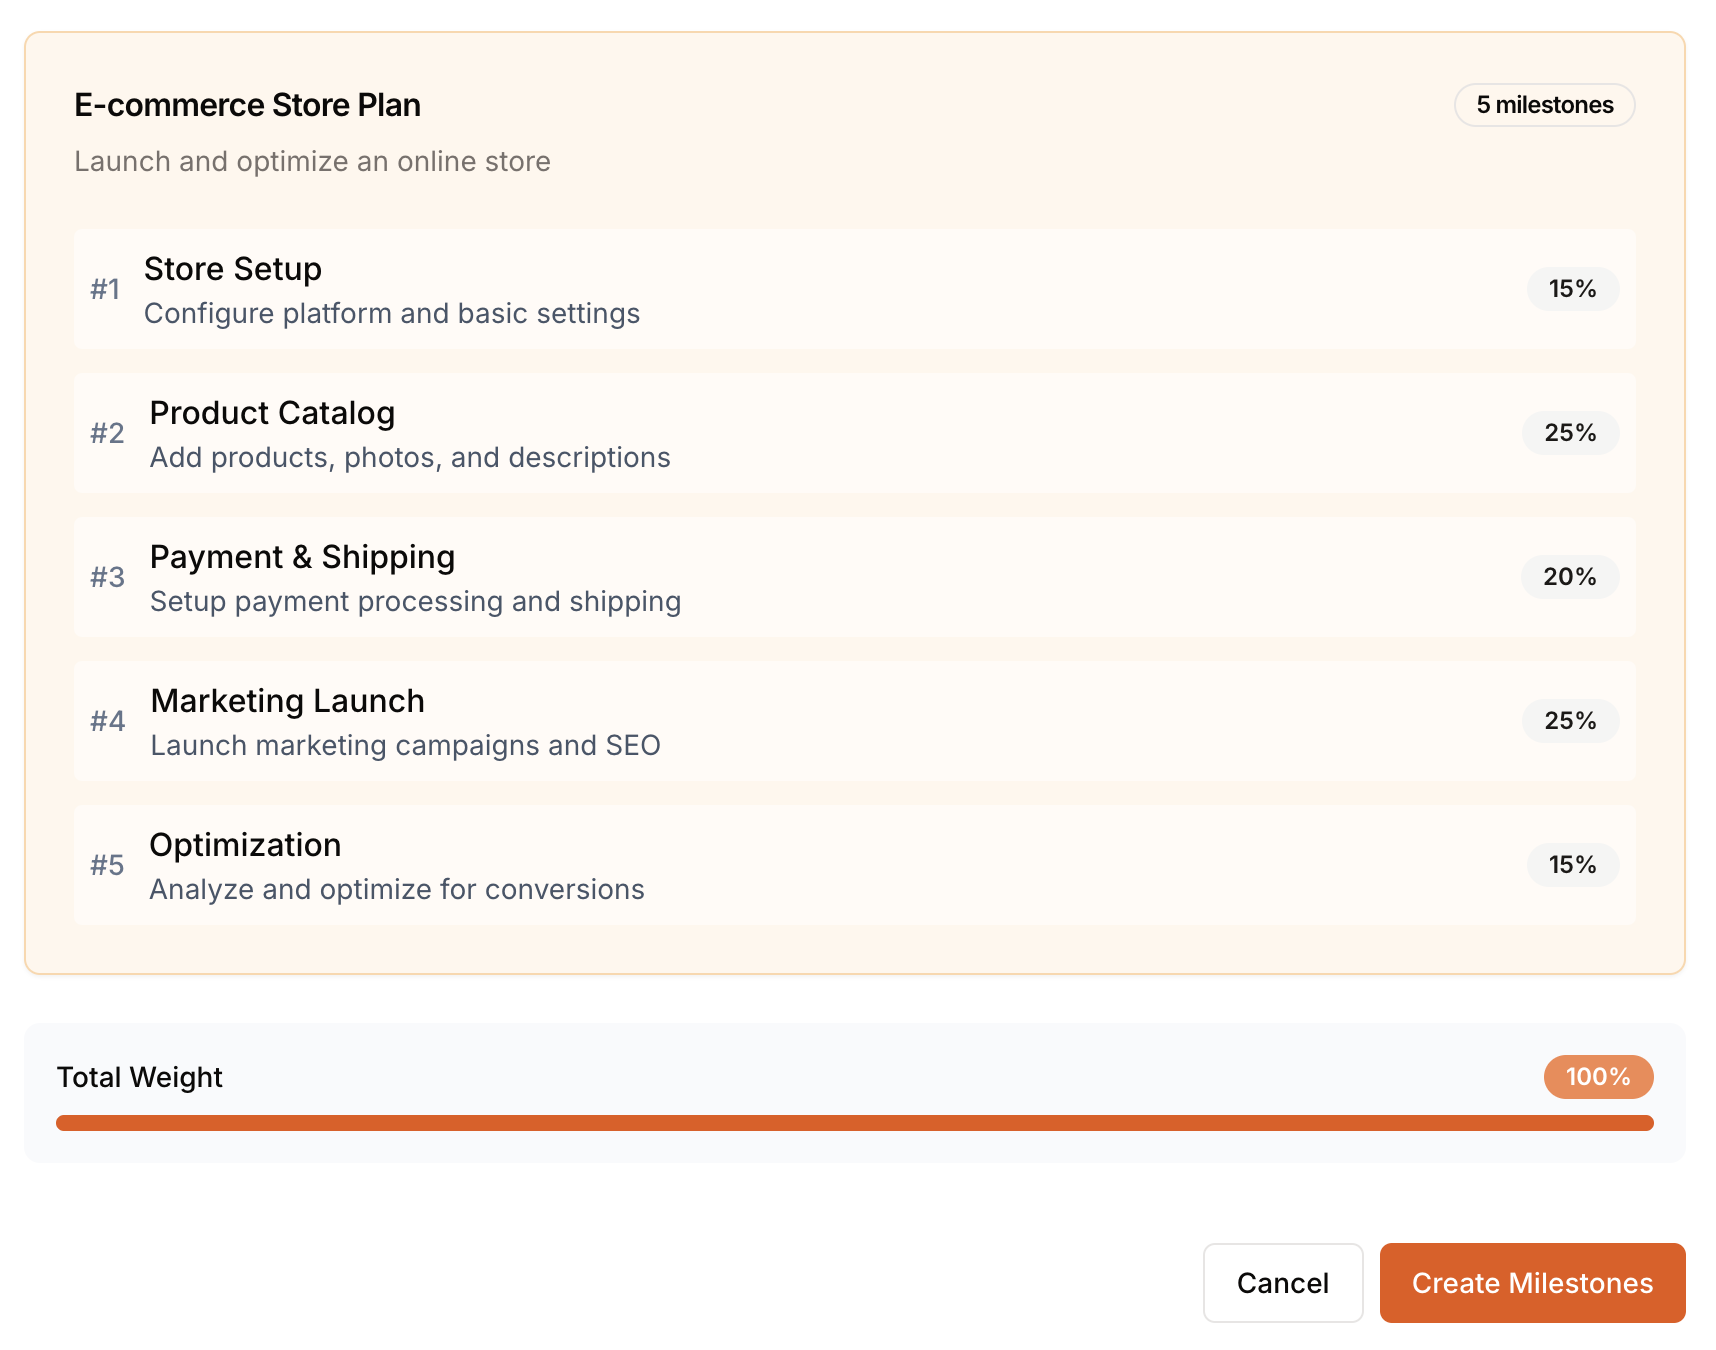 E-commerce Store Plan
5 milestones
Launch and optimize an online store
#1
Store Setup
Configure platform and basic settings
15%
#2
Product Catalog
Add products, photos, and descriptions
25%
#3
Payment & Shipping
Setup payment processing and shipping
20%
#4
Marketing Launch
Launch marketing campaigns and SEO
25%
#5
Optimization
Analyze and optimize for conversions
15%
Total Weight
100%
Cancel
Create Milestones